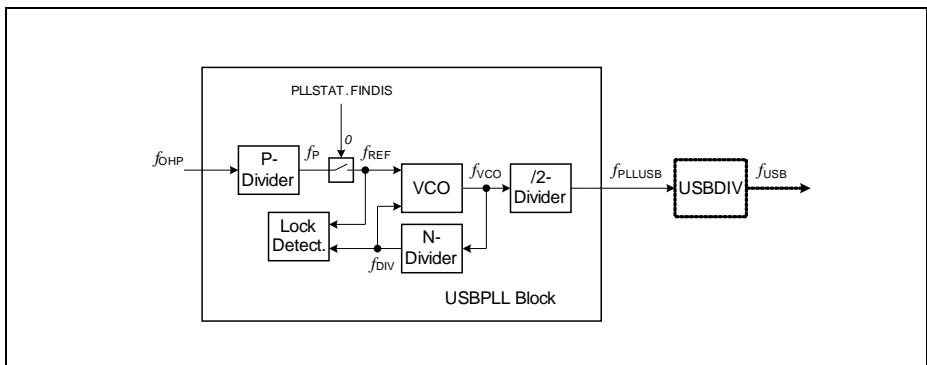 PLLSTAT.FINDIS
0
fOHP
P-
Divider
fP
fREF
VCO
fVCO
/2-
Divider
fPLLUSB
USBDIV
fUSB
Lock
Detect.
fDIV
N-
Divider
USBPLL Block